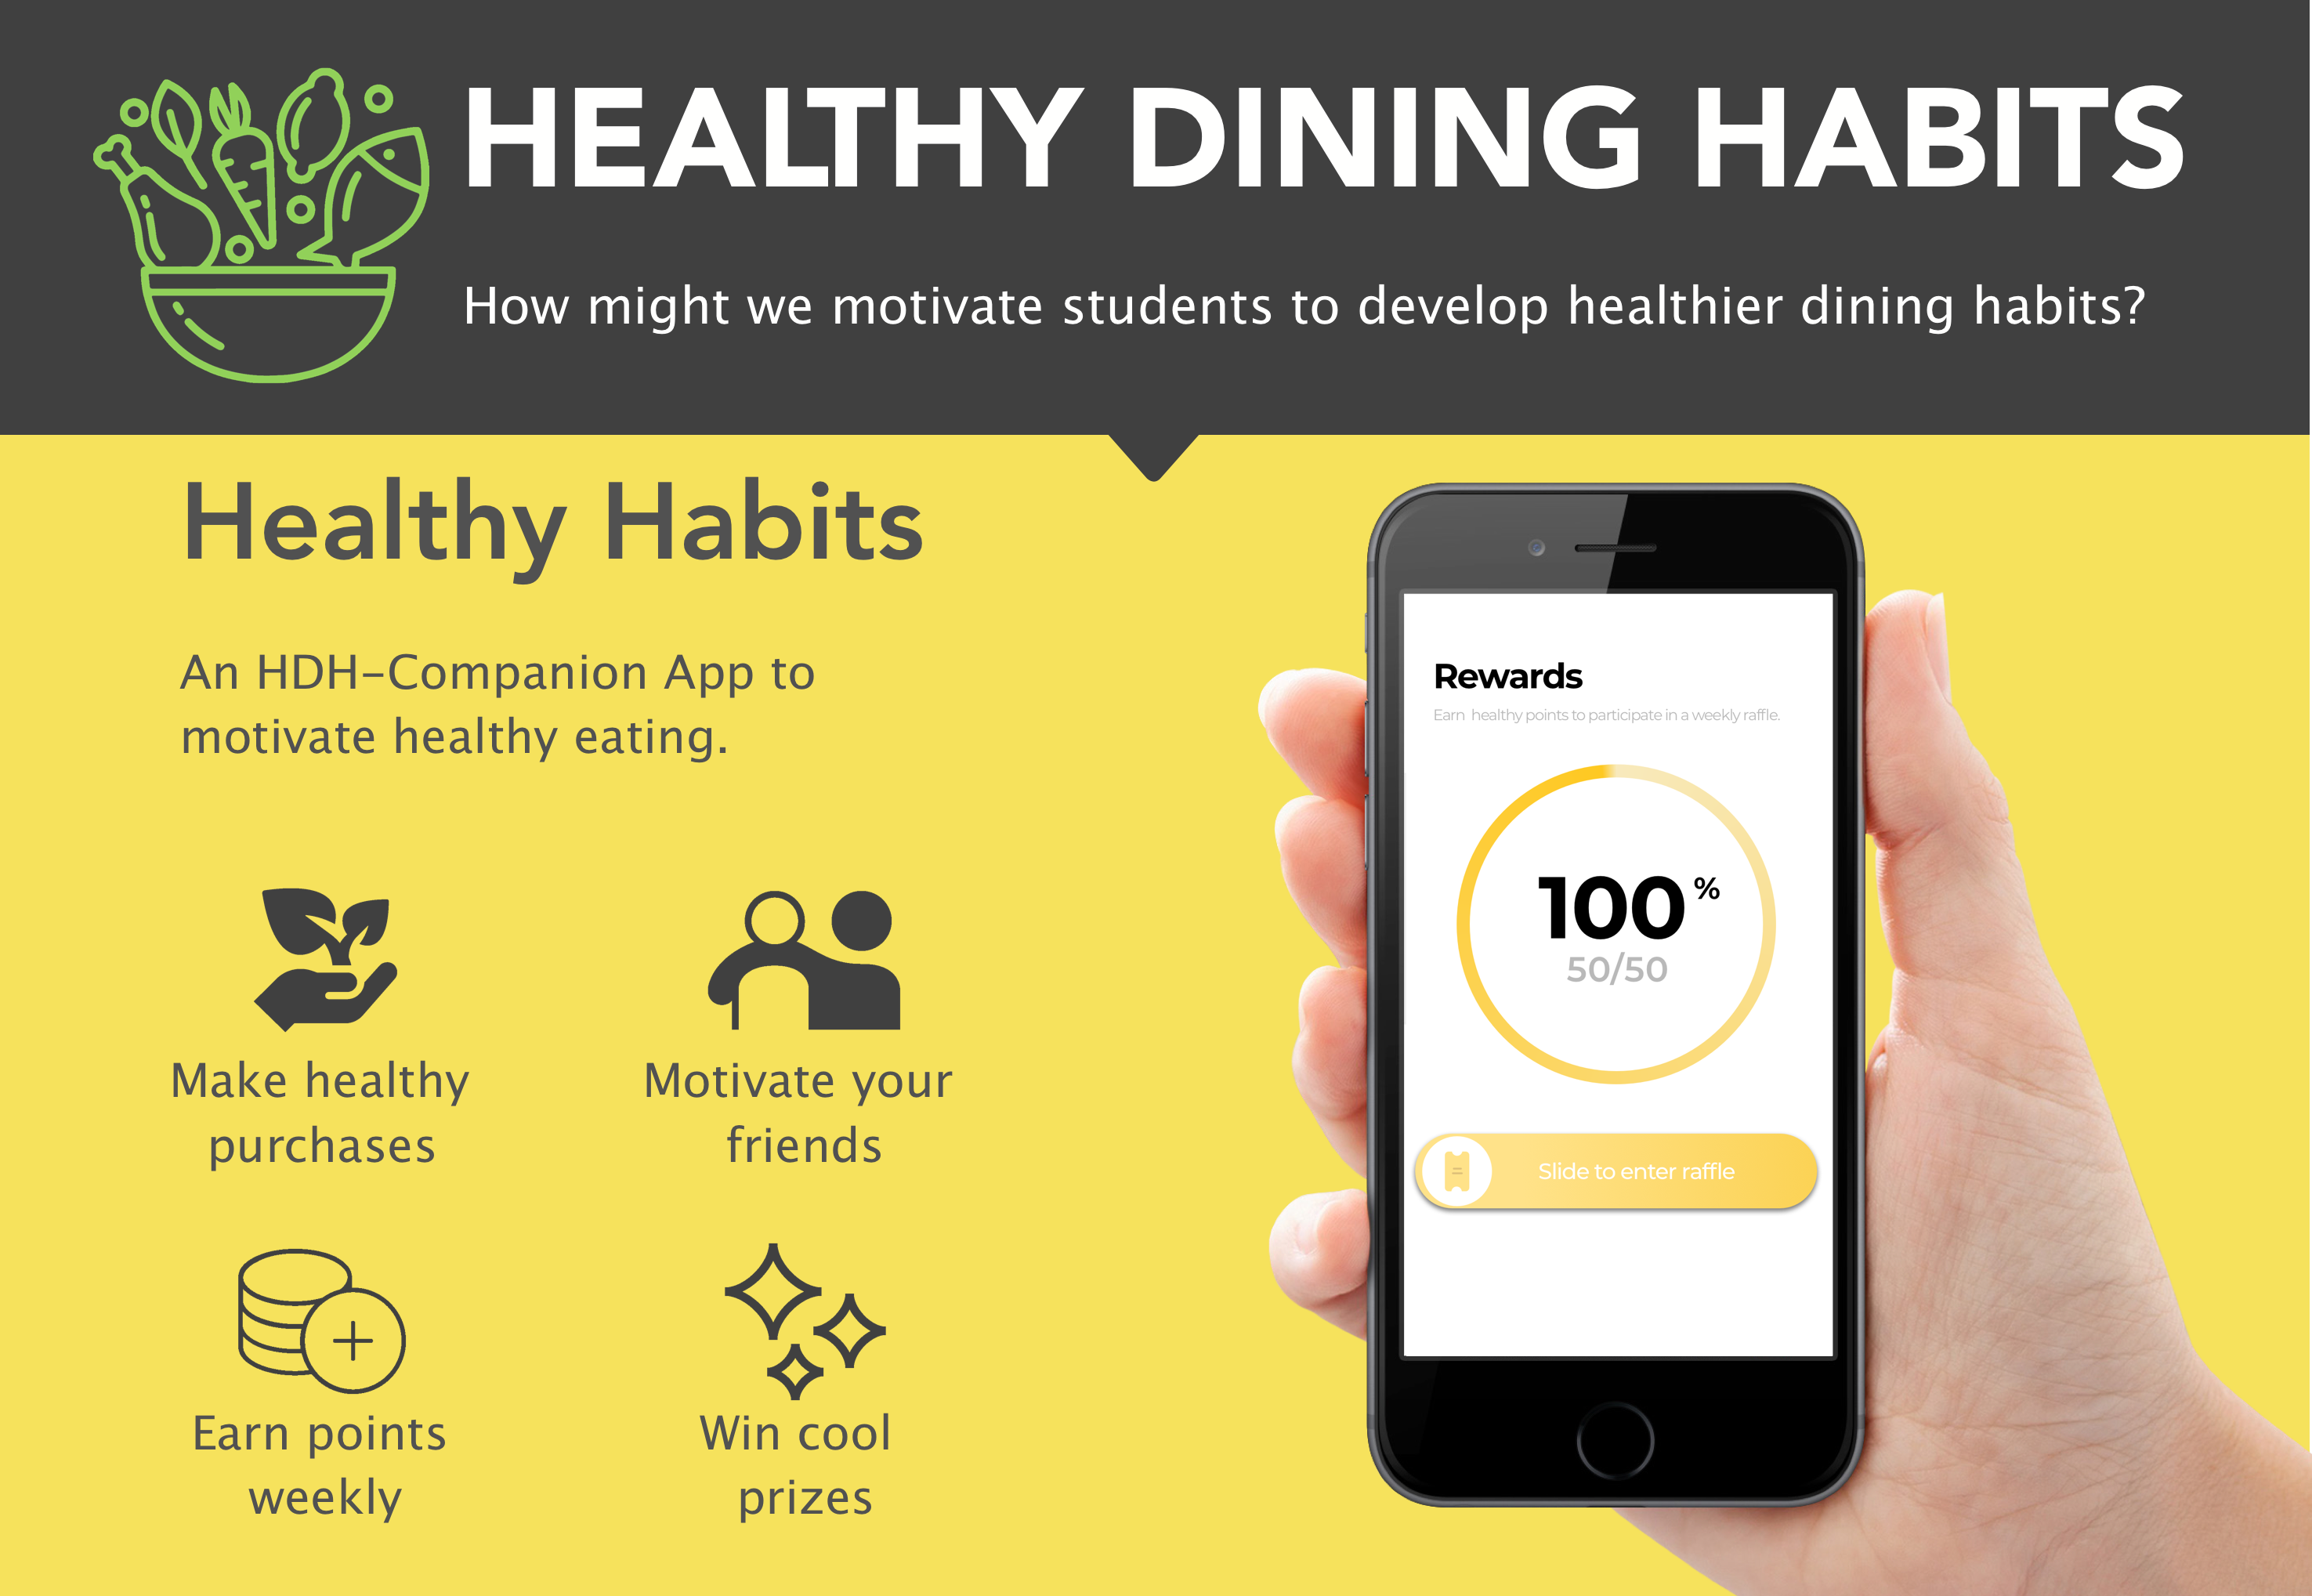 HEALTHY DINING HABITS
How might we motivate students to develop healthier dining habits?
Healthy Habits
An HDH-Companion App to
motivate healthy eating.
Make healthy
purchases
Motivate your
friends
Earn points
weekly
Win cool
prizes
Rewards
Earn healthy points to participate in a weekly raffle.
100 %
50/50
Slide to enter raffle